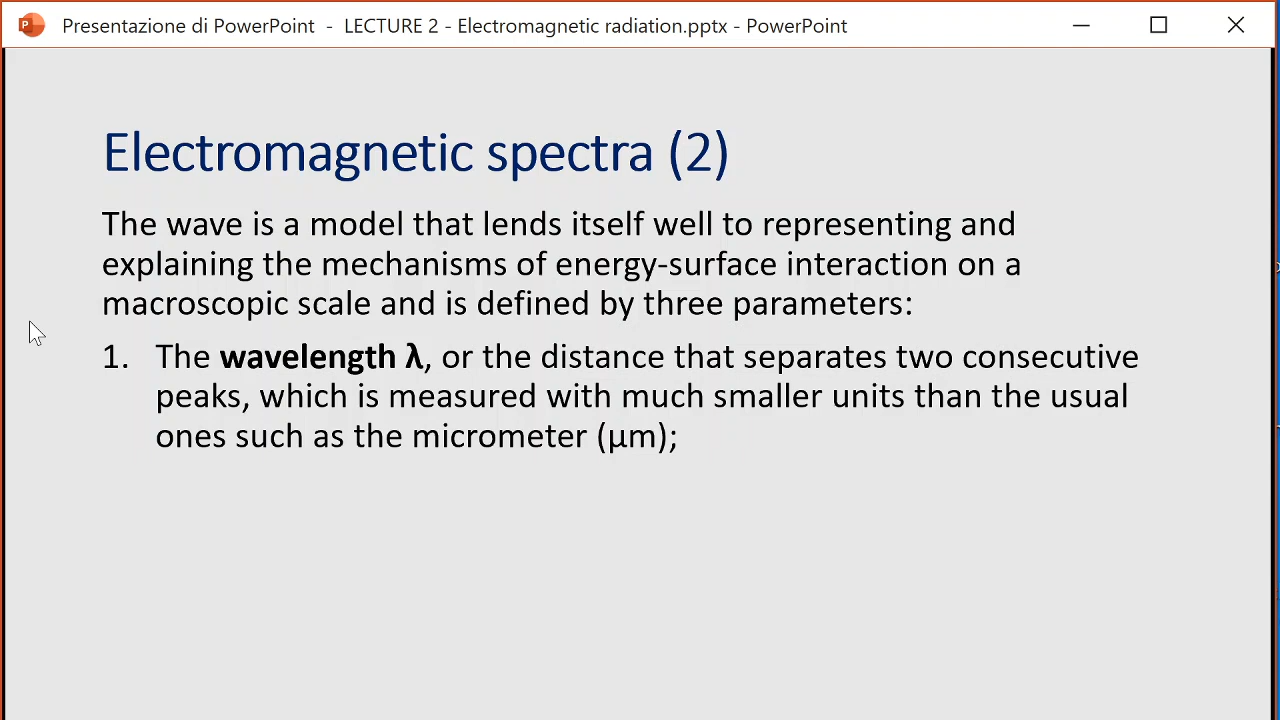 Presentazione di PowerPoint - LECTURE 2 - Electromagnetic radiation.pptx - PowerPoint
Electromagnetic spectra (2)
The wave is a model that lends itself well to representing and
explaining the mechanisms of energy-surface interaction on a
macroscopic scale and is defined by three parameters:
1. The wavelength λ, or the distance that separates two consecutive
peaks, which is measured with much smaller units than the usual
ones such as the micrometer (μm);